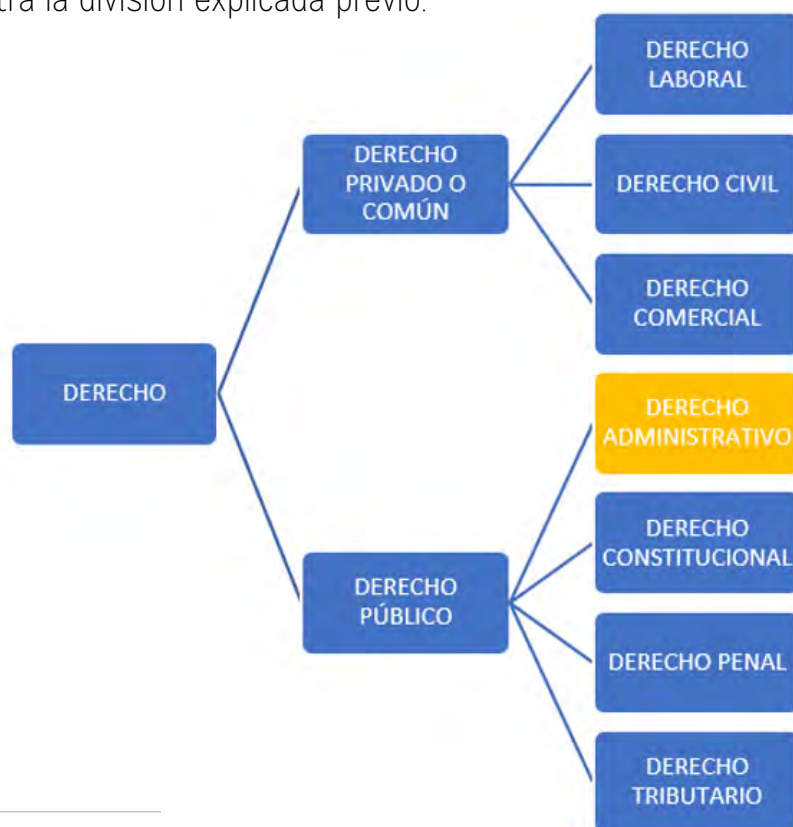 la división explicada previo.
DERECHO
LABORAL
DERECHO
PRIVADO O
COMÚN
DERECHO CIVIL
DERECHO
COMERCIAL
DERECHO
DERECHO
ADMINISTRATIVO
DERECHO
CONSTITUCIONAL
DERECHO
PÚBLICO
DERECHO PENAL
DERECHO
TRIBUTARIO